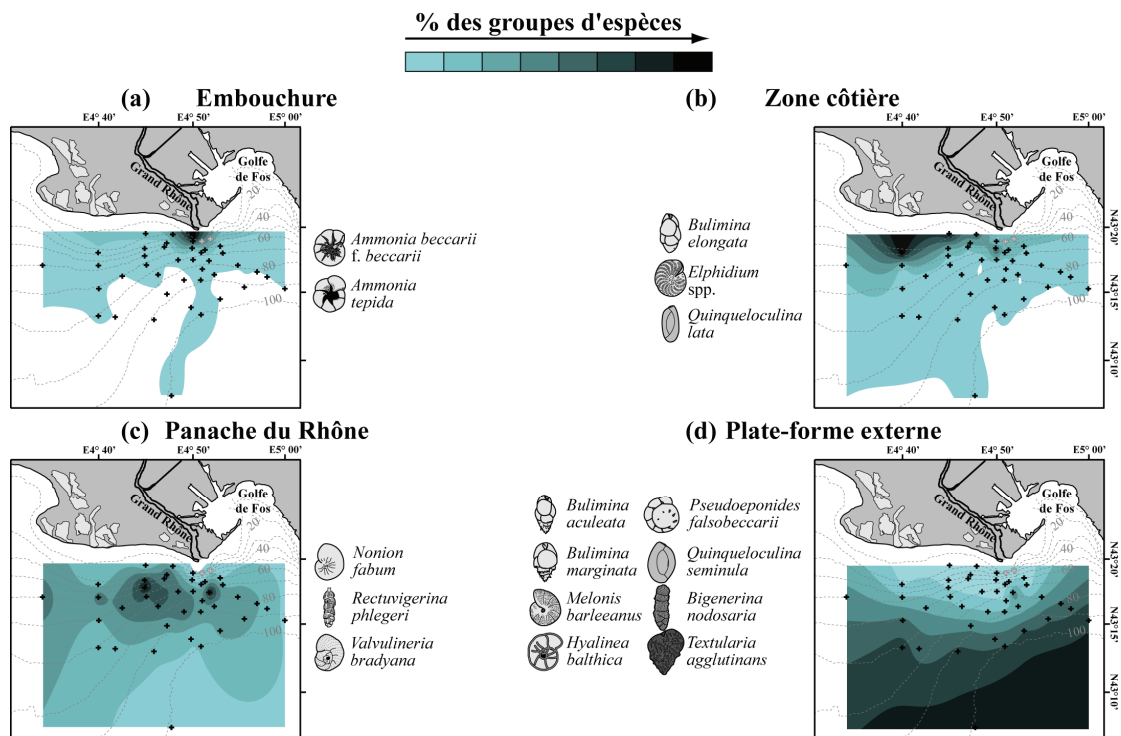 % des groupes d'espèces
(a) Embouchure
E4° 40' E4° 50' E5° 00'
Golfe
de Fos
Grand Rhône
20
40
60
80
100
Ammonia beccarii
f. beccarii
Ammonia
tepida
(b) Zone côtière
E4° 40' E4° 50' E5° 00'
Golfe
de Fos
Grand Rhône
20
40
60
80
100
N43°20'
N43°15'
N43°10'
Bulimina
elongata
Elphidium
spp.
Quinqueloculina
lata
(c) Panache du Rhône
E4° 40' E4° 50' E5° 00'
Golfe
de Fos
Grand Rhône
20
40
60
80
100
Nonion
fabum
Rectuvigerina
phlegeri
Valvulineria
bradyana
(d) Plate-forme externe
E4° 40' E4° 50' E5° 00'
Golfe
de Fos
Grand Rhône
20
40
60
80
100
N43°20'
N43°15'
N43°10'
Bulimina
aculeata
Bulimina
marginata
Melonis
barleeanus
Hyalinea
balthica
Pseudoeponides
falsobeccarii
Quinqueloculina
seminula
Bigenerina
nodosaria
Textularia
agglutinans